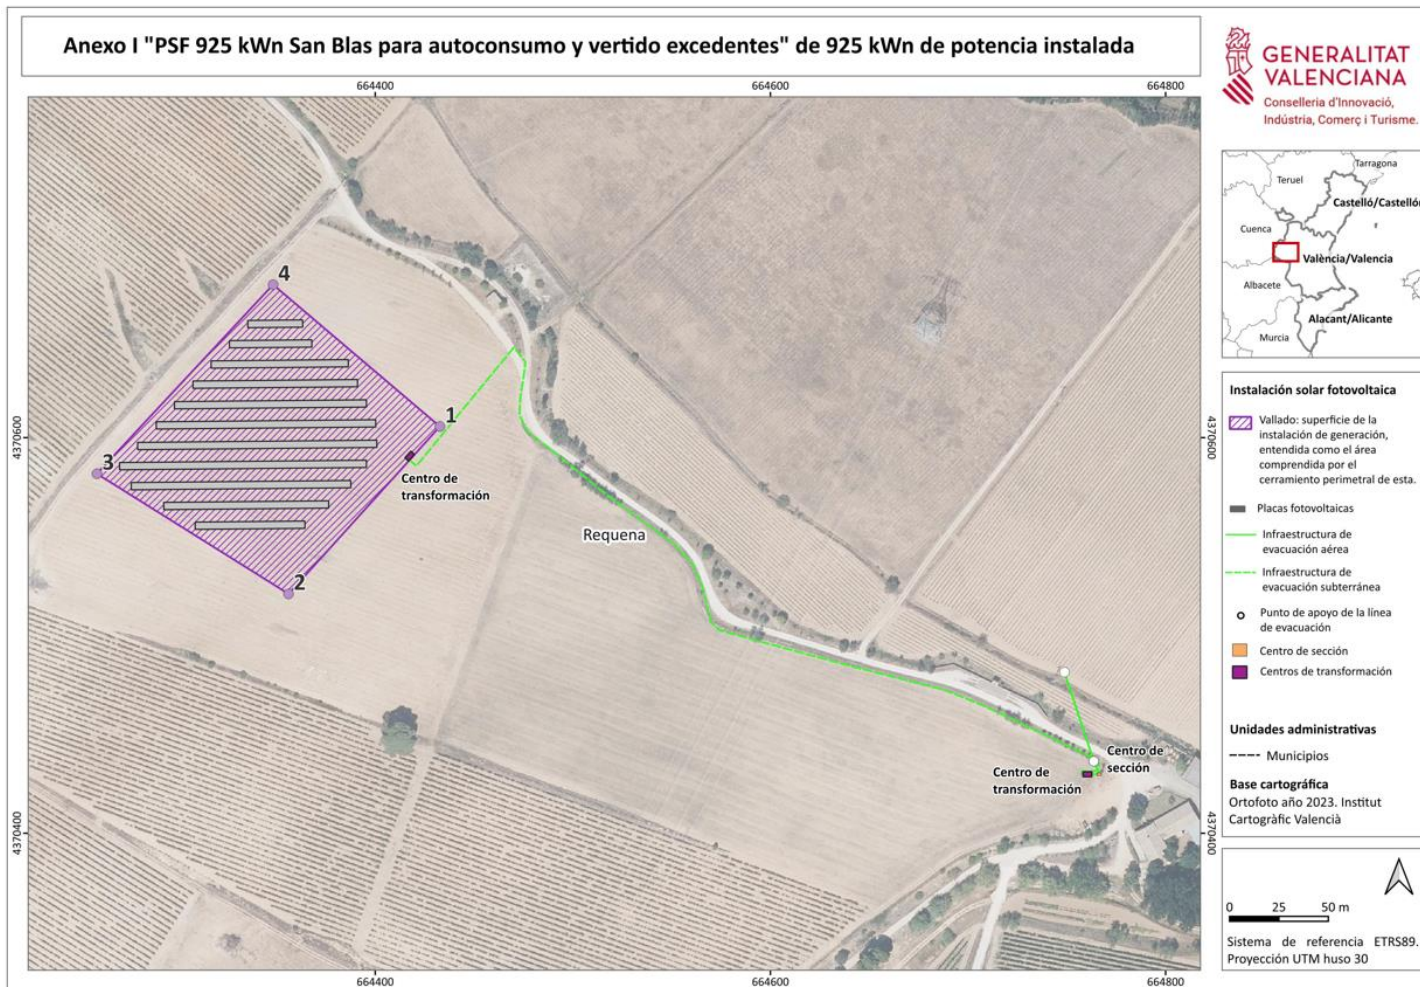 Anexo I "PSF 925 kWn San Blas para autoconsumo y vertido excedentes" de 925 kWn de potencia instalada
GENERALITAT
VALENCIANA
Conselleria d'Innovació,
Indústria, Comerç i Turisme.
664400
664600
664800
4370600
4370600
4370400
4370400
664400
664600
664800
4
1
3
2
Centro de
transformación
Requena
Centro de
sección
Centro de
transformación
Tarragona
Teruel
Castelló/Castellón
Cuenca
València/Valencia
Albacete
Alacant/Alicante
Murcia
Instalación solar fotovoltaica
Vallado: superficie de la
instalación de generación,
entendida como el área
comprendida por el
cerramiento perimetral de esta.
Placas fotovoltaicas
Infraestructura de
evacuación aérea
Infraestructura de
evacuación subterránea
Punto de apoyo de la línea
de evacuación
Centro de sección
Centros de transformación
Unidades administrativas
Municipios
Base cartográfica
Ortofoto año 2023. Institut
Cartogràfic Valencià
0 25 50 m
Sistema de referencia ETRS89.
Proyección UTM huso 30